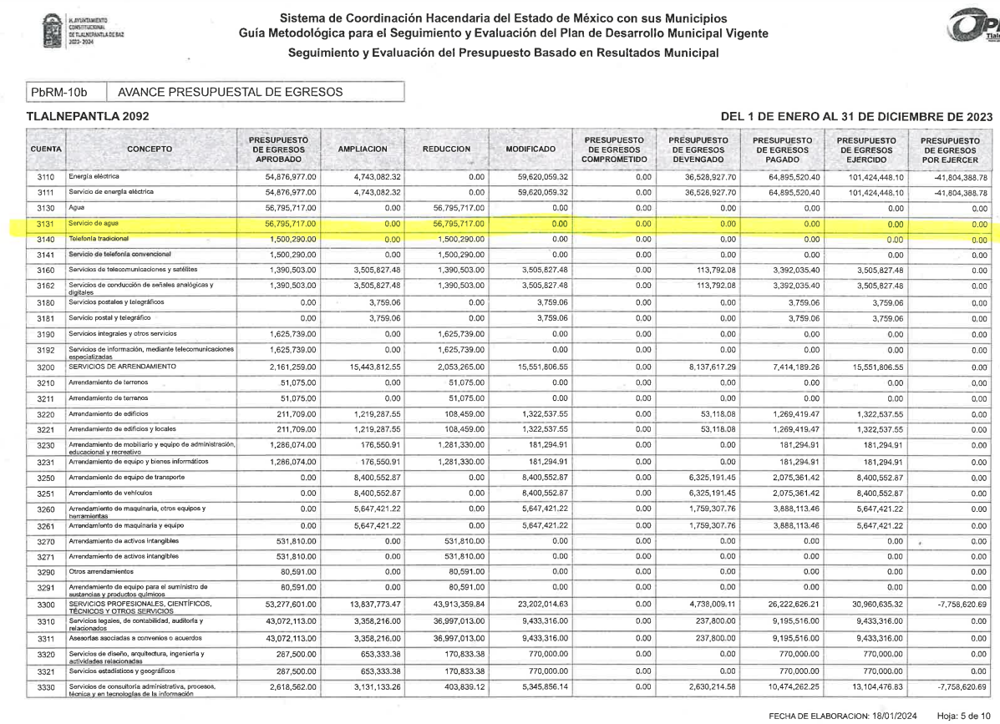 H. AYUNTAMIENTO
CONSTITUCIONAL
DE TLALNEPANTLA DE BAZ
2022-2024
Sistema de Coordinación Hacendaria del Estado de México con sus Municipios
Guía Metodológica para el Seguimiento y Evaluación del Plan de Desarrollo Municipal Vigente
Seguimiento y Evaluación del Presupuesto Basado en Resultados Municipal
PbRM-10b AVANCE PRESUPUESTAL DE EGRESOS
TLALNEPANTLA 2092 DEL 1 DE ENERO AL 31 DE DICIEMBRE DE 2023
CUENTA CONCEPTO PRESUPUESTO DE EGRESOS APROBADO AMPLIACION REDUCCION MODIFICADO PRESUPUESTO DE EGRESOS COMPROMETIDO PRESUPUESTO DE EGRESOS DEVENGADO PRESUPUESTO DE EGRESOS PAGADO PRESUPUESTO DE EGRESOS EJERCIDO PRESUPUESTO DE EGRESOS POR EJERCER
3110 Energía eléctrica 54,876,977.00 4,743,082.32 0.00 59,620,059.32 0.00 36,528,927.70 64,895,520.40 101,424,448.10 -41,804,388.78
3111 Servicio de energía eléctrica 54,876,977.00 4,743,082.32 0.00 59,620,059.32 0.00 36,528,927.70 64,895,520.40 101,424,448.10 -41,804,388.78
3130 Agua 56,795,717.00 0.00 56,795,717.00 0.00 0.00 0.00 0.00 0.00 0.00
3131 Servicio de agua 56,795,717.00 0.00 56,795,717.00 0.00 0.00 0.00 0.00 0.00 0.00
3140 Telefonía tradicional 1,500,290.00 0.00 1,500,290.00 0.00 0.00 0.00 0.00 0.00 0.00
3141 Servicio de telefonía convencional 1,500,290.00 0.00 1,500,290.00 0.00 0.00 0.00 0.00 0.00 0.00
3160 Servicios de telecomunicaciones y satélites 1,390,503.00 3,505,827.48 1,390,503.00 3,505,827.48 0.00 113,792.08 3,392,035.40 3,505,827.48 0.00
3162 Servicios de conducción de señales analógicas y digitales 1,390,503.00 3,505,827.48 1,390,503.00 3,505,827.48 0.00 113,792.08 3,392,035.40 3,505,827.48 0.00
3180 Servicios postales y telegráficos 0.00 3,759.06 0.00 3,759.06 0.00 0.00 3,759.06 3,759.06 0.00
3181 Servicio postal y telegráfico 0.00 3,759.06 0.00 3,759.06 0.00 0.00 3,759.06 3,759.06 0.00
3190 Servicios integrales y otros servicios 1,625,739.00 0.00 1,625,739.00 0.00 0.00 0.00 0.00 0.00 0.00
3192 Servicios de información, mediante telecomunicaciones especializadas 1,625,739.00 0.00 1,625,739.00 0.00 0.00 0.00 0.00 0.00 0.00
3200 SERVICIOS DE ARRENDAMIENTO 2,161,259.00 15,443,812.55 2,053,265.00 15,551,806.55 0.00 8,137,617.29 7,414,189.26 15,551,806.55 0.00
3210 Arrendamiento de terrenos 51,075.00 0.00 51,075.00 0.00 0.00 0.00 0.00 0.00 0.00
3211 Arrendamiento de terrenos 51,075.00 0.00 51,075.00 0.00 0.00 0.00 0.00 0.00 0.00
3220 Arrendamiento de edificios 211,709.00 1,219,287.55 108,459.00 1,322,537.55 0.00 53,118.08 1,269,419.47 1,322,537.55 0.00
3221 Arrendamiento de edificios y locales 211,709.00 1,219,287.55 108,459.00 1,322,537.55 0.00 53,118.08 1,269,419.47 1,322,537.55 0.00
3230 Arrendamiento de mobiliario y equipo de administración, educacional y recreativo 1,286,074.00 176,550.91 1,281,330.00 181,294.91 0.00 0.00 181,294.91 181,294.91 0.00
3231 Arrendamiento de equipo y bienes informáticos 1,286,074.00 176,550.91 1,281,330.00 181,294.91 0.00 0.00 181,294.91 181,294.91 0.00
3250 Arrendamiento de equipo de transporte 0.00 8,400,552.87 0.00 8,400,552.87 0.00 6,325,191.45 2,075,361.42 8,400,552.87 0.00
3251 Arrendamiento de vehículos 0.00 8,400,552.87 0.00 8,400,552.87 0.00 6,325,191.45 2,075,361.42 8,400,552.87 0.00
3260 Arrendamiento de maquinaria, otros equipos y herramientas 0.00 5,647,421.22 0.00 5,647,421.22 0.00 1,759,307.76 3,888,113.46 5,647,421.22 0.00
3261 Arrendamiento de maquinaria y equipo 0.00 5,647,421.22 0.00 5,647,421.22 0.00 1,759,307.76 3,888,113.46 5,647,421.22 0.00
3270 Arrendamiento de activos intangibles 531,810.00 0.00 531,810.00 0.00 0.00 0.00 0.00 0.00 0.00
3271 Arrendamiento de activos intangibles 531,810.00 0.00 531,810.00 0.00 0.00 0.00 0.00 0.00 0.00
3290 Otros arrendamientos 80,591.00 0.00 80,591.00 0.00 0.00 0.00 0.00 0.00 0.00
3291 Arrendamiento de equipo para el suministro de sustancias y productos químicos 80,591.00 0.00 80,591.00 0.00 0.00 0.00 0.00 0.00 0.00
3300 SERVICIOS PROFESIONALES, CIENTÍFICOS, TÉCNICOS Y OTROS SERVICIOS 53,277,601.00 13,837,773.47 43,913,359.84 23,202,014.63 0.00 4,738,009.11 26,222,626.21 30,960,635.32 -7,758,620.69
3310 Servicios legales, de contabilidad, auditoría y relacionados 43,072,113.00 3,358,216.00 36,997,013.00 9,433,316.00 0.00 237,800.00 9,195,516.00 9,433,316.00 0.00
3311 Asesorías asociadas a convenios o acuerdos 43,072,113.00 3,358,216.00 36,997,013.00 9,433,316.00 0.00 237,800.00 9,195,516.00 9,433,316.00 0.00
3320 Servicios de diseño, arquitectura, ingeniería y actividades relacionadas 287,500.00 653,333.38 170,833.38 770,000.00 0.00 0.00 770,000.00 770,000.00 0.00
3321 Servicios estadísticos y geográficos 287,500.00 653,333.38 170,833.38 770,000.00 0.00 0.00 770,000.00 770,000.00 0.00
3330 Servicios de consultoría administrativa, procesos, técnica y en tecnologías de la información 2,618,562.00 3,131,133.26 403,839.12 5,345,856.14 0.00 2,630,214.58 10,474,262.25 13,104,476.83 -7,758,620.69
FECHA DE ELABORACION: 18/01/2024 Hoja: 5 de 10